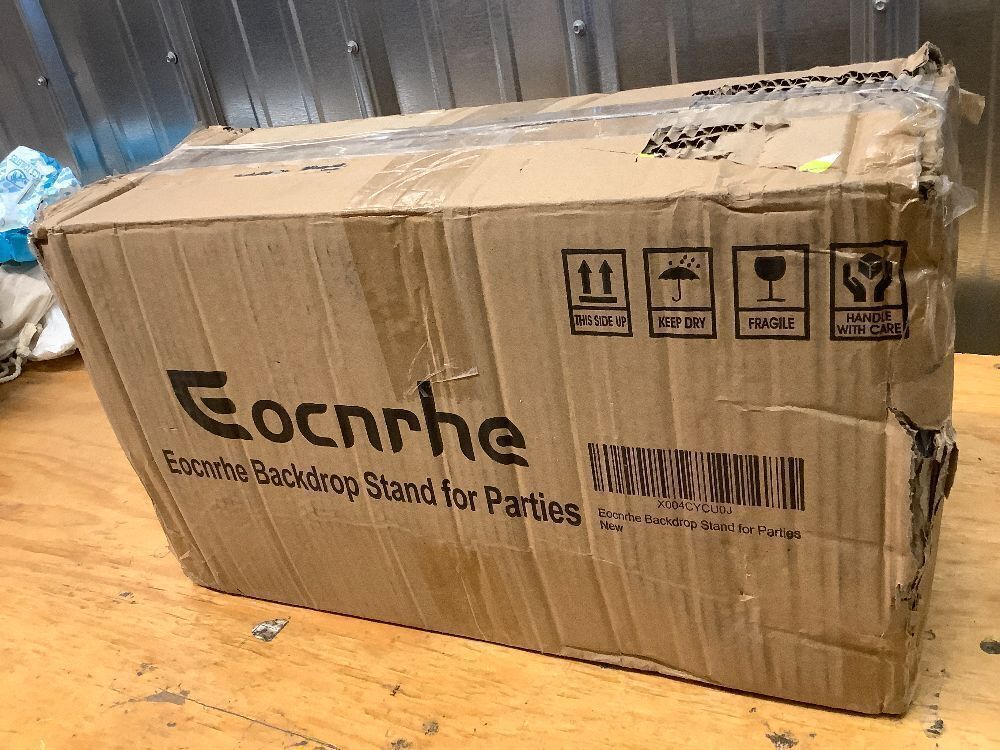 THIS SIDE UP
KEEP DRY
FRAGILE
HANDLE
WITH CARE
Eocnrhe
Eocnrhe Backdrop Stand for Parties
X004CYCU0J
Eocnrhe Backdrop Stand for Parties
New